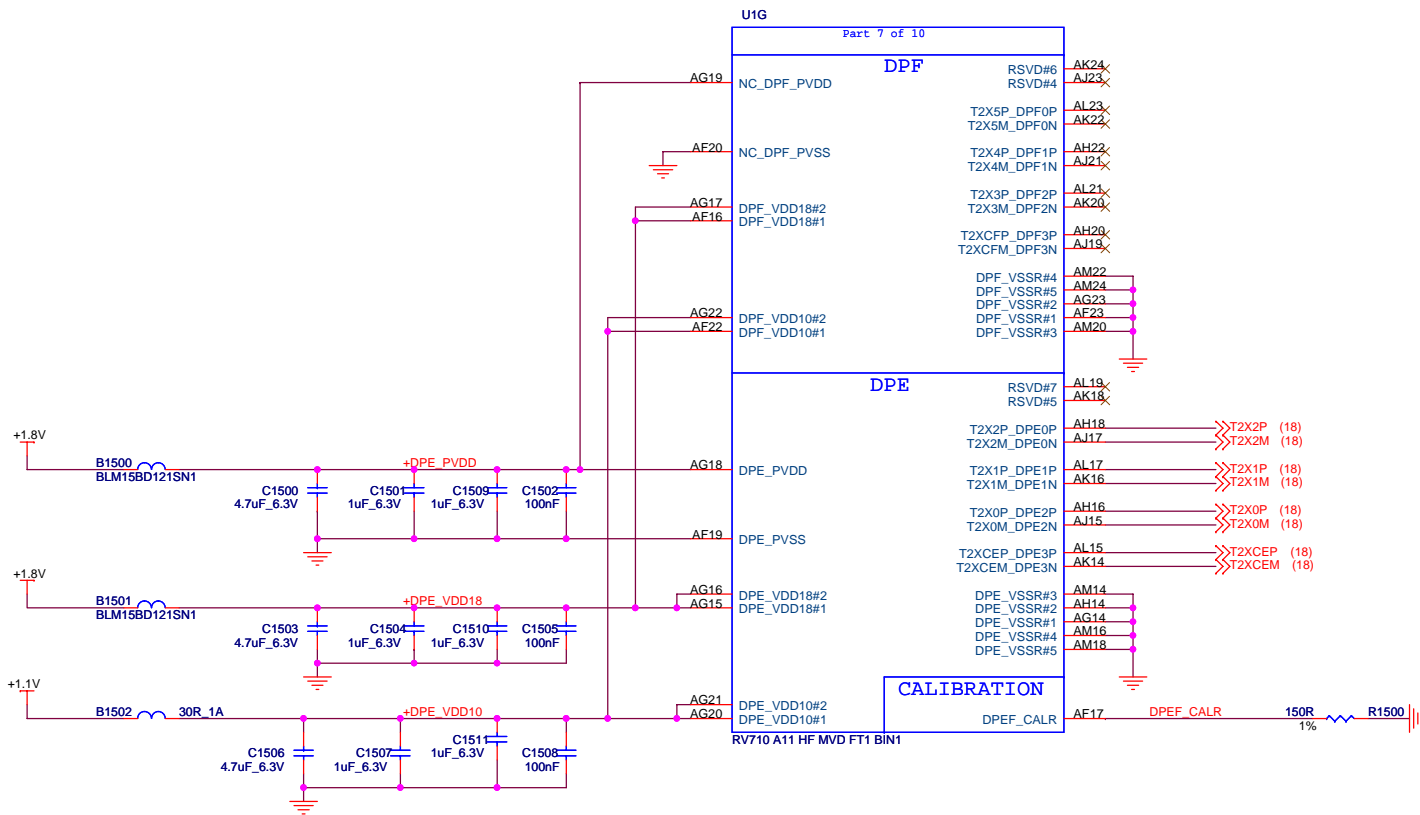 U1G
Part 7 of 10
DPF
AG19 NC_DPF_PVDD
AF20 NC_DPF_PVSS
AG17 DPF_VDD18#2
AF16 DPF_VDD18#1
AG22 DPF_VDD10#2
AF22 DPF_VDD10#1
RSVD#6 AK24
RSVD#4 AJ23
T2X5P_DPF0P AL23
T2X5M_DPF0N AK22
T2X4P_DPF1P AH22
T2X4M_DPF1N AJ21
T2X3P_DPF2P AL21
T2X3M_DPF2N AK20
T2XCFP_DPF3P AH20
T2XCFM_DPF3N AJ19
DPF_VSSR#4 AM22
DPF_VSSR#5 AM24
DPF_VSSR#2 AG23
DPF_VSSR#1 AF23
DPF_VSSR#3 AM20
DPE
RSVD#7 AL19
RSVD#5 AK18
T2X2P_DPE0P AH18 T2X2P (18)
T2X2M_DPE0N AJ17 T2X2M (18)
T2X1P_DPE1P AL17 T2X1P (18)
T2X1M_DPE1N AK16 T2X1M (18)
T2X0P_DPE2P AH16 T2X0P (18)
T2X0M_DPE2N AJ15 T2X0M (18)
T2XCEP_DPE3P AL15 T2XCEP (18)
T2XCEM_DPE3N AK14 T2XCEM (18)
DPE_VSSR#3 AM14
DPE_VSSR#2 AH14
DPE_VSSR#1 AG14
DPE_VSSR#4 AM16
DPE_VSSR#5 AM18
+1.8V
B1500
BLM15BD121SN1
+DPE_PVDD
AG18 DPE_PVDD
C1500
4.7uF_6.3V
C1501
1uF_6.3V
C1509
1uF_6.3V
C1502
100nF
AF19 DPE_PVSS
+1.8V
B1501
BLM15BD121SN1
+DPE_VDD18
AG16 DPE_VDD18#2
AG15 DPE_VDD18#1
C1503
4.7uF_6.3V
C1504
1uF_6.3V
C1510
1uF_6.3V
C1505
100nF
+1.1V
B1502 30R_1A
+DPE_VDD10
AG21 DPE_VDD10#2
AG20 DPE_VDD10#1
C1506
4.7uF_6.3V
C1507
1uF_6.3V
C1511
1uF_6.3V
C1508
100nF
CALIBRATION
DPEF_CALR AF17 DPEF_CALR 150R R1500
1%
RV710 A11 HF MVD FT1 BIN1